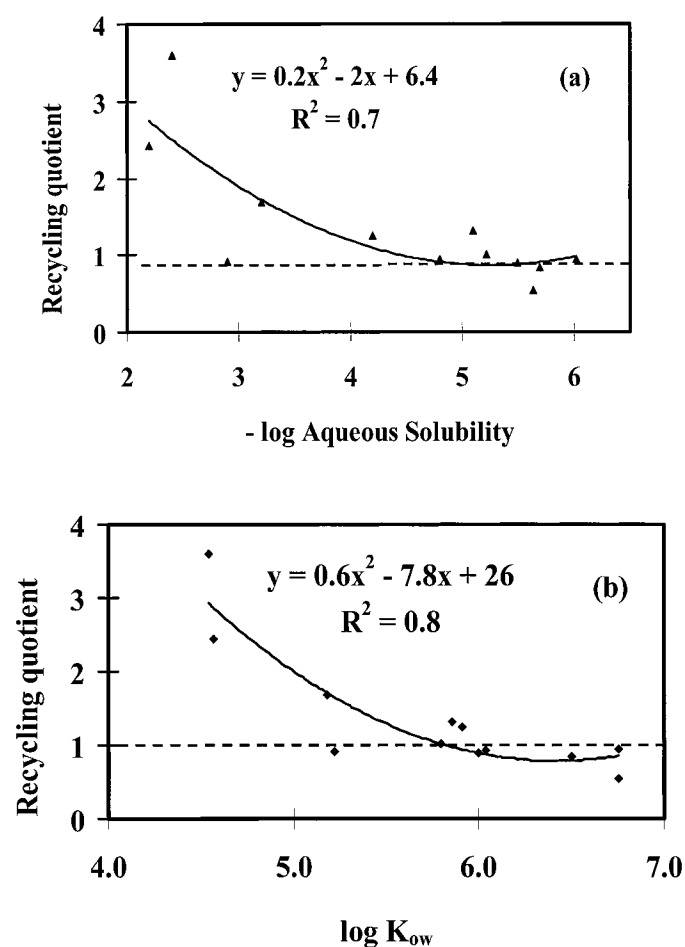 4
y = 0.2x² - 2x + 6.4 (a)
R² = 0.7
3
2
1
0
Recycling quotient
2 3 4 5 6
- log Aqueous Solubility
4
y = 0.6x² - 7.8x + 26 (b)
R² = 0.8
3
2
1
0
Recycling quotient
4.0 5.0 6.0 7.0
log Kow